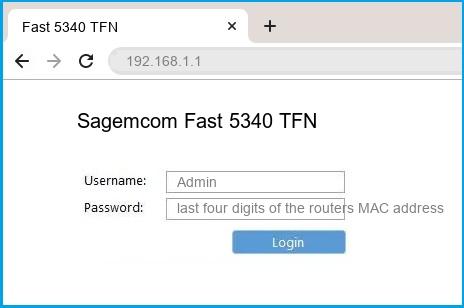 Fast 5340 TFN
192.168.1.1
Sagemcom Fast 5340 TFN
Username: Admin
Password: last four digits of the routers MAC address
Login